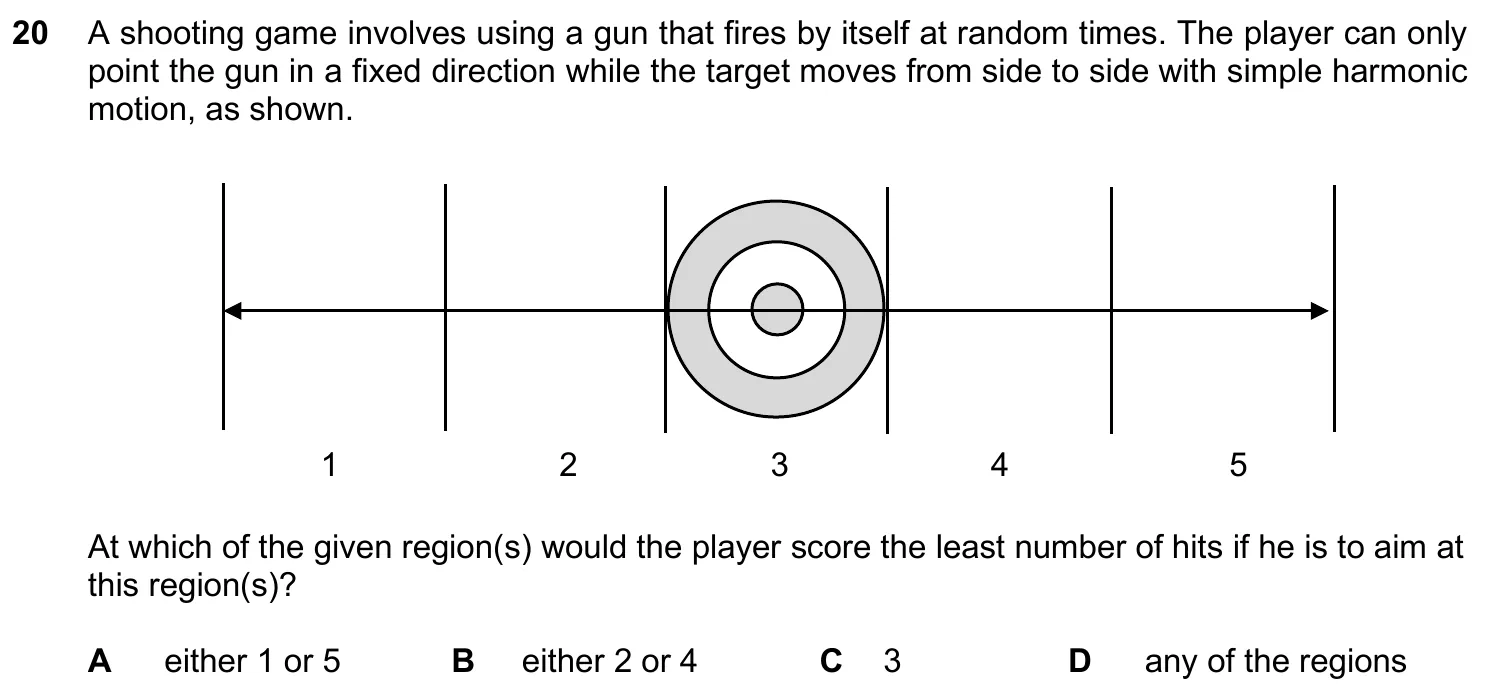 20 A shooting game involves using a gun that fires by itself at random times. The player can only
point the gun in a fixed direction while the target moves from side to side with simple harmonic
motion, as shown.
1 2 3 4 5
At which of the given region(s) would the player score the least number of hits if he is to aim at
this region(s)?
A either 1 or 5 B either 2 or 4 C 3 D any of the regions